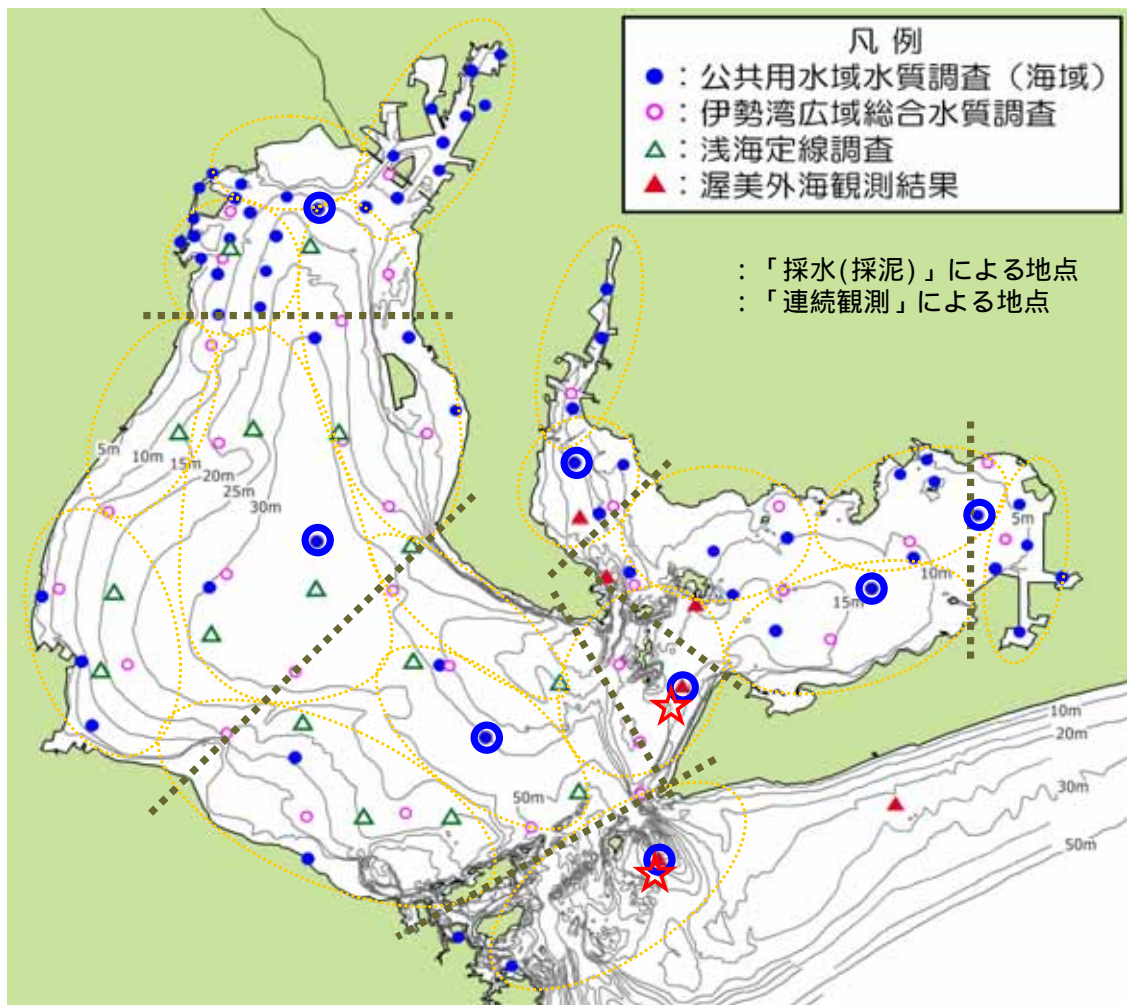 凡 例
：公共用水域水質調査（海域）
：伊勢湾広域総合水質調査
：浅海定線調査
：渥美外海観測結果
：「採水(採泥)」による地点
：「連続観測」による地点
5m
10m
15m
20m
25m
30m
5m
10m
15m
50m
10m
20m
30m
50m